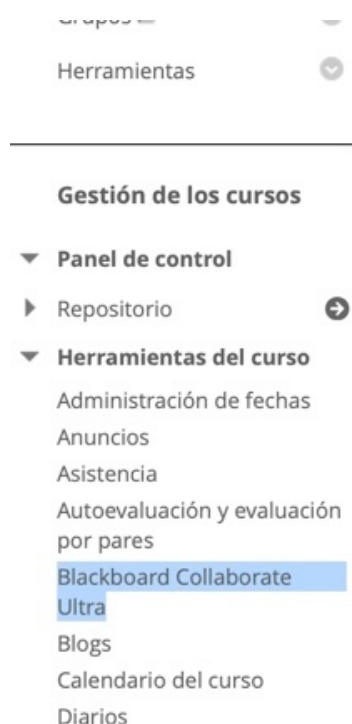 Grupos
Herramientas
Gestión de los cursos
Panel de control
Repositorio
Herramientas del curso
Administración de fechas
Anuncios
Asistencia
Autoevaluación y evaluación
por pares
Blackboard Collaborate
Ultra
Blogs
Calendario del curso
Diarios